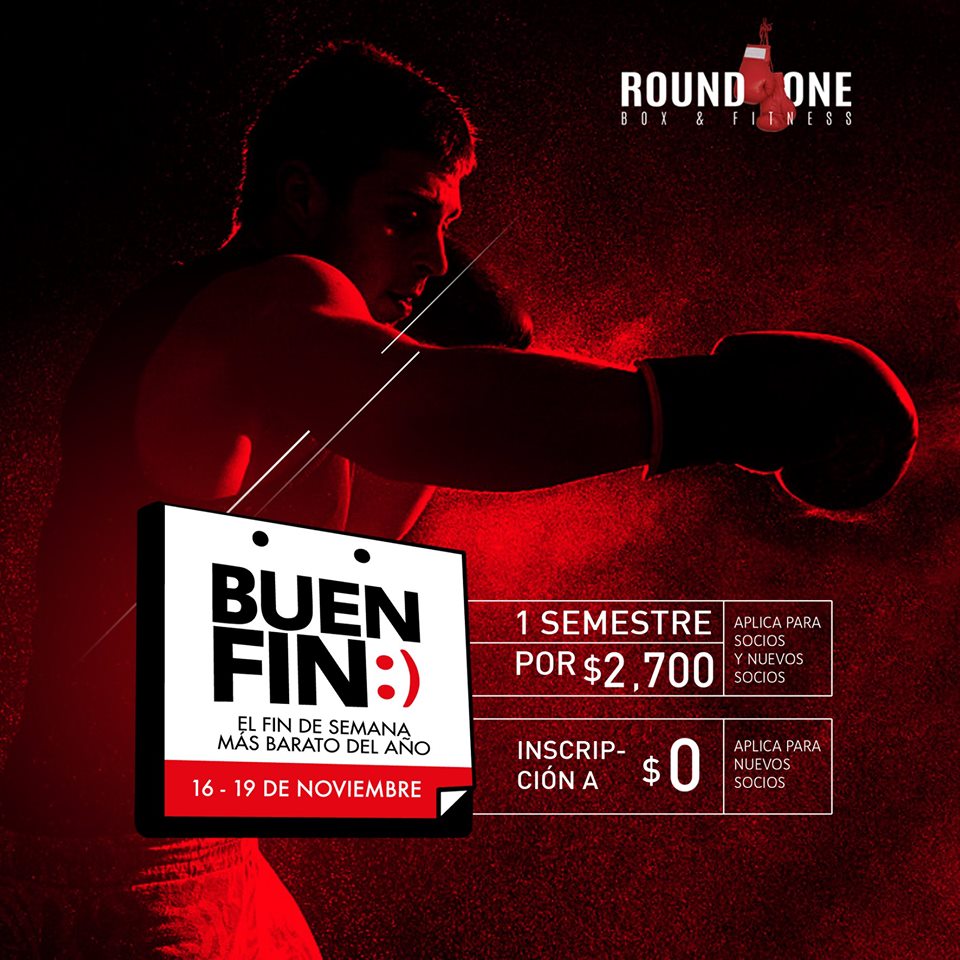 ROUND ONE
BOX & FITNESS
BUEN
FIN:)
EL FIN DE SEMANA
MÁS BARATO DEL AÑO
16 - 19 DE NOVIEMBRE
1 SEMESTRE
POR $2,700
APLICA PARA
SOCIOS
Y NUEVOS
SOCIOS
INSCRIP-
CIÓN A
$0
APLICA PARA
NUEVOS
SOCIOS